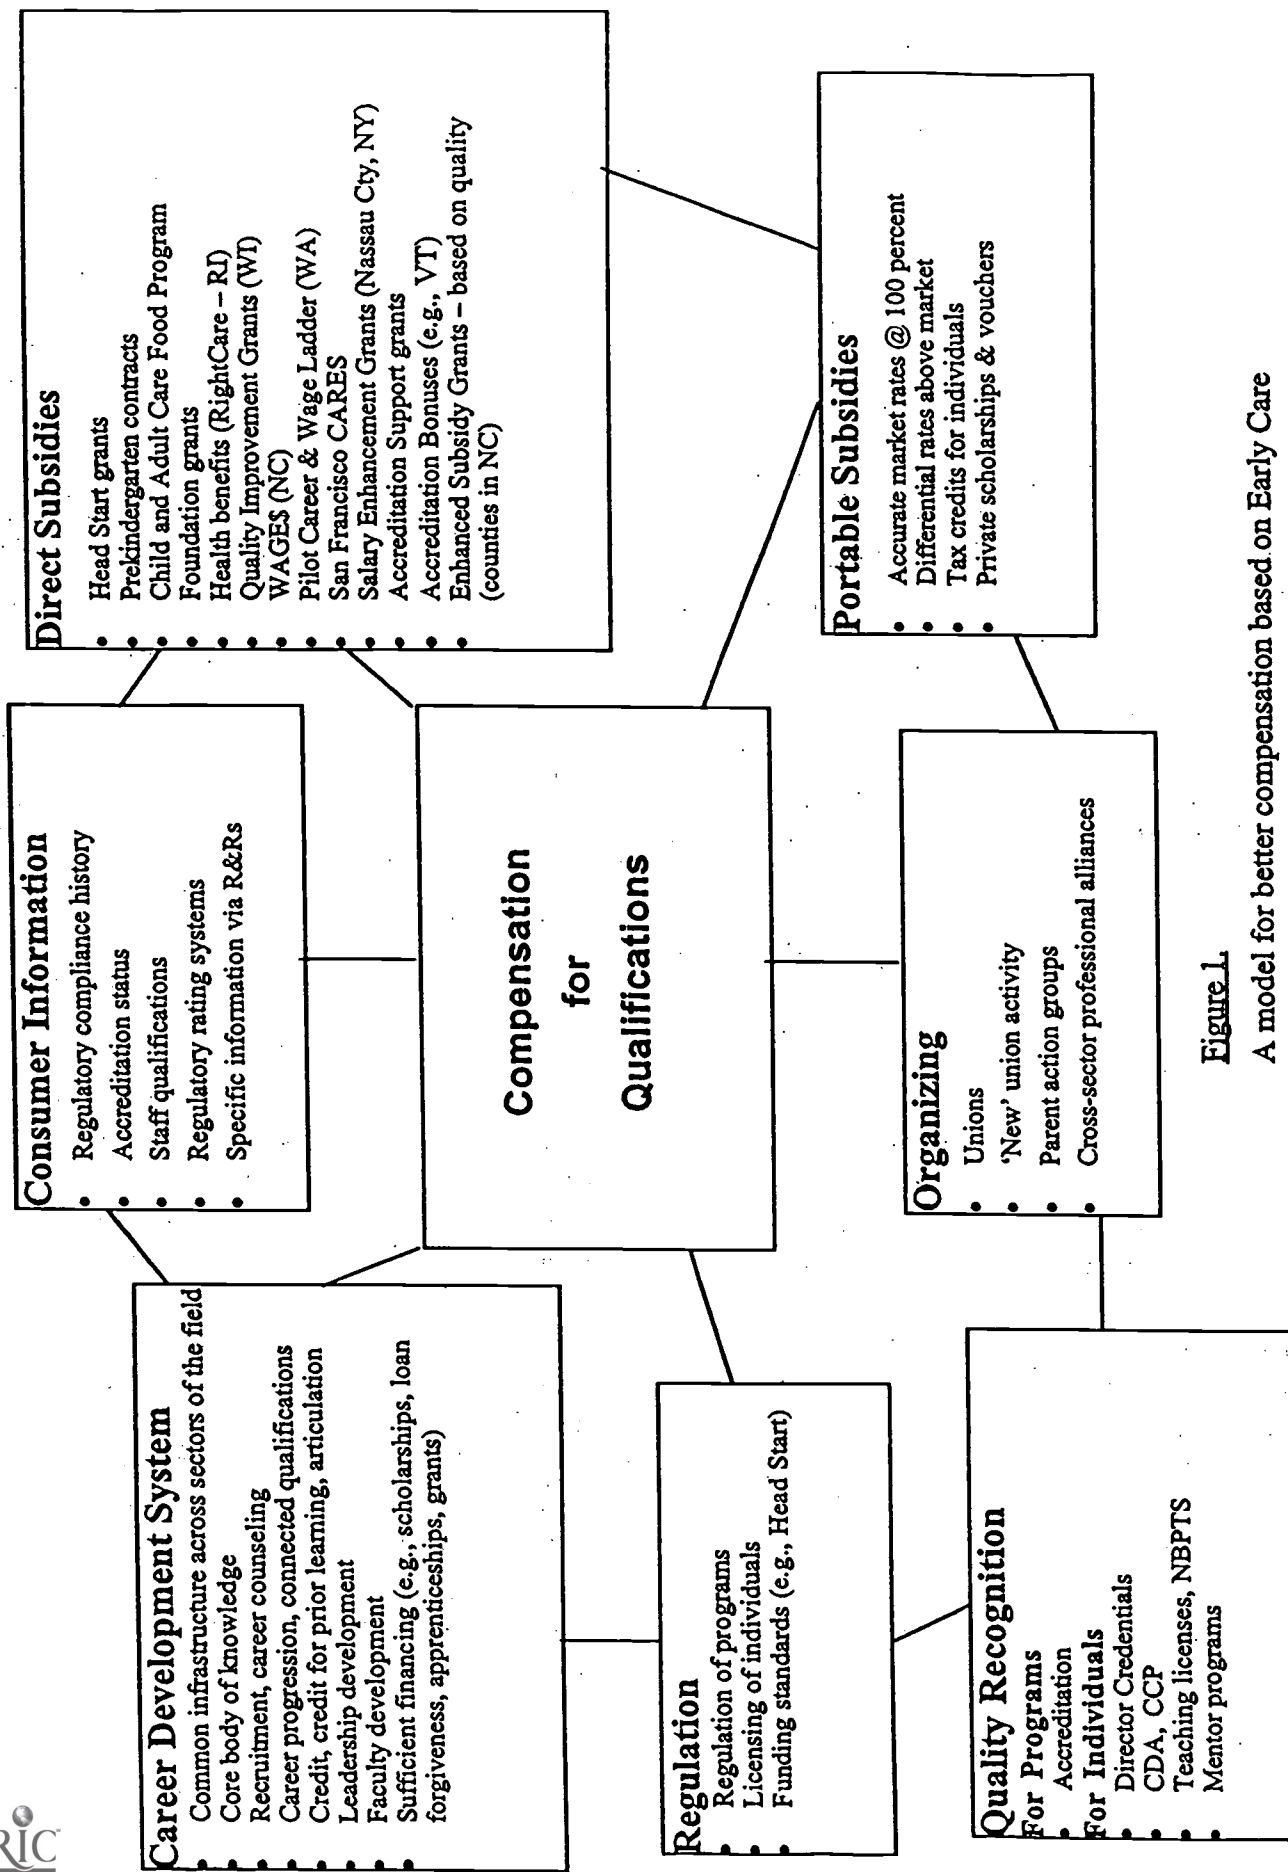 Career Development System
• Common infrastructure across sectors of the field
• Core body of knowledge
• Recruitment, career counseling
• Career progression, connected qualifications
• Credit, credit for prior learning, articulation
• Leadership development
• Faculty development
• Sufficient financing (e.g., scholarships, loan
forgiveness, apprenticeships, grants)
Consumer Information
• Regulatory compliance history
• Accreditation status
• Staff qualifications
• Regulatory rating systems
• Specific information via R&Rs
Direct Subsidies
• Head Start grants
• Prekindergarten contracts
• Child and Adult Care Food Program
• Foundation grants
• Health benefits (RightCare – RI)
• Quality Improvement Grants (WI)
• WAGE$ (NC)
• Pilot Career & Wage Ladder (WA)
• San Francisco CARES
• Salary Enhancement Grants (Nassau Cty, NY)
• Accreditation Support grants
• Accreditation Bonuses (e.g., VT)
• Enhanced Subsidy Grants – based on quality
(counties in NC)
Compensation
for
Qualifications
Regulation
• Regulation of programs
• Licensing of individuals
• Funding standards (e.g., Head Start)
Quality Recognition
For Programs
• Accreditation
For Individuals
• Director Credentials
• CDA, CCP
• Teaching licenses, NBPTS
• Mentor programs
Organizing
• Unions
• 'New' union activity
• Parent action groups
• Cross-sector professional alliances
Portable Subsidies
• Accurate market rates @ 100 percent
• Differential rates above market
• Tax credits for individuals
• Private scholarships & vouchers
Figure 1.
A model for better compensation based on Early Care